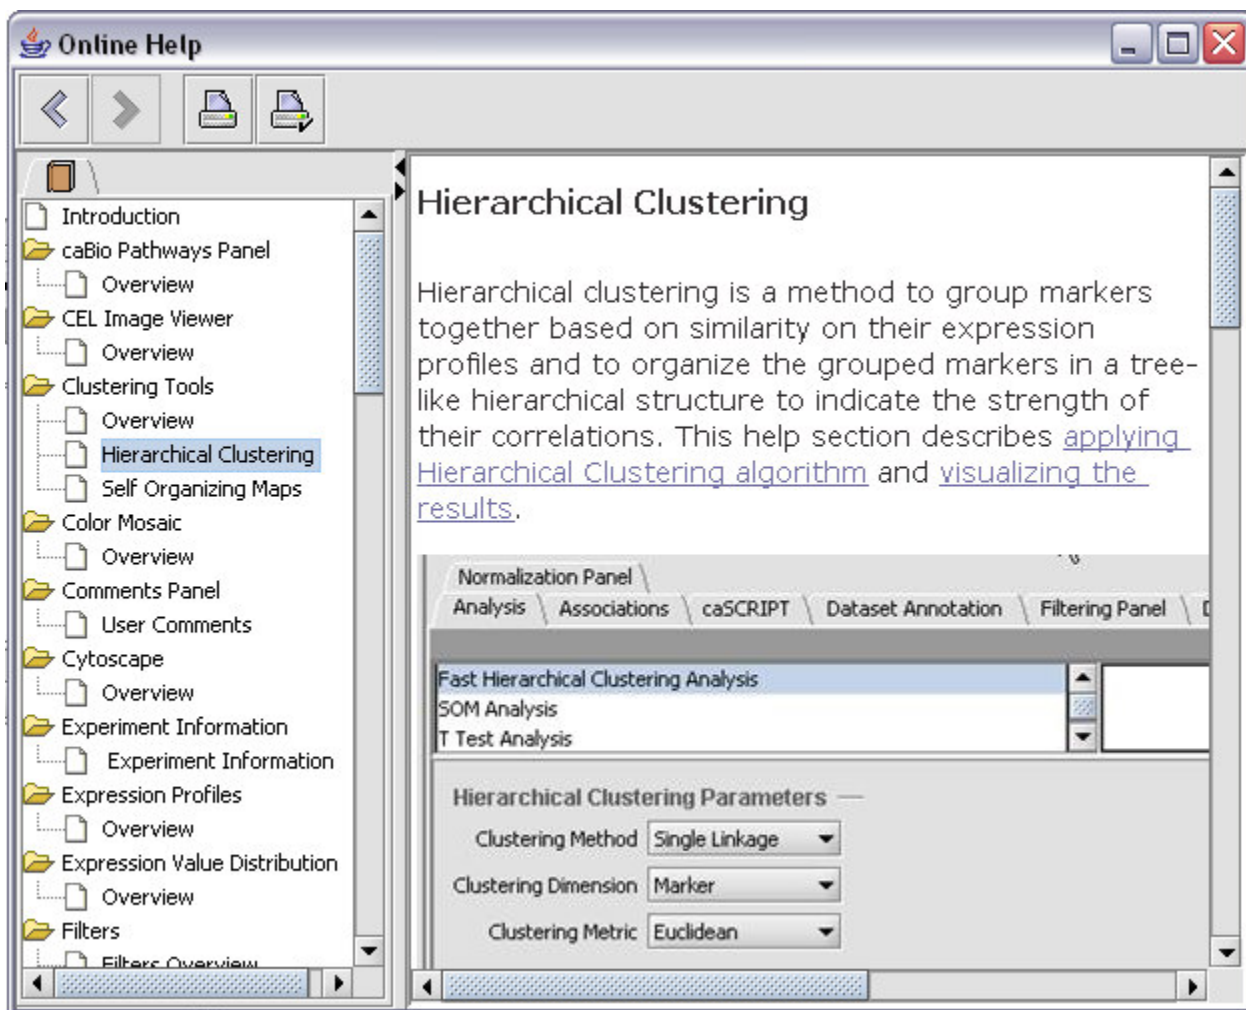 Online Help
Introduction
caBio Pathways Panel
Overview
CEL Image Viewer
Overview
Clustering Tools
Overview
Hierarchical Clustering
Self Organizing Maps
Color Mosaic
Overview
Comments Panel
User Comments
Cytoscape
Overview
Experiment Information
Experiment Information
Expression Profiles
Overview
Expression Value Distribution
Overview
Filters
Filters Overview
Hierarchical Clustering
Hierarchical clustering is a method to group markers
together based on similarity on their expression
profiles and to organize the grouped markers in a tree-
like hierarchical structure to indicate the strength of
their correlations. This help section describes applying
Hierarchical Clustering algorithm and visualizing the
results.
Normalization Panel
Analysis Associations caSCRIPT Dataset Annotation Filtering Panel
Fast Hierarchical Clustering Analysis
SOM Analysis
T Test Analysis
Hierarchical Clustering Parameters
Clustering Method Single Linkage
Clustering Dimension Marker
Clustering Metric Euclidean